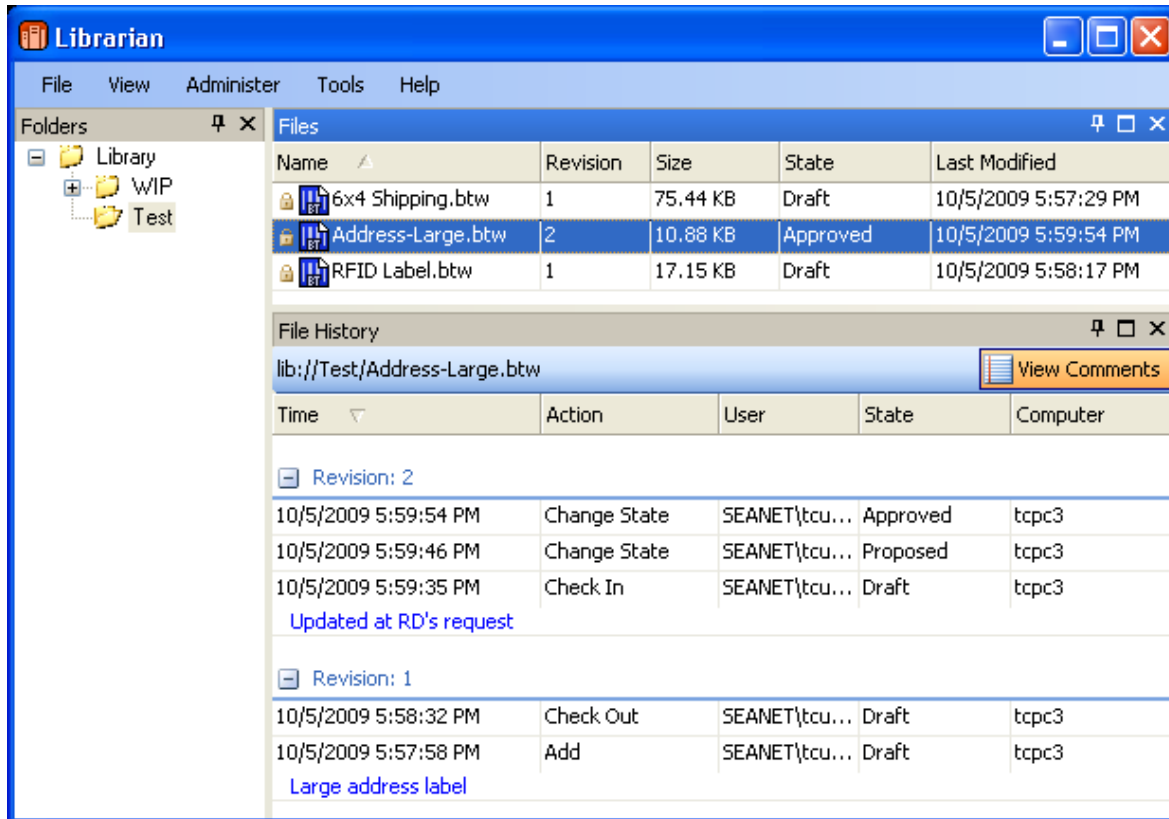 Librarian
File View Administer Tools Help
Folders
Library
WIP
Test
Files
Name Revision Size State Last Modified
6x4 Shipping.btw 1 75.44 KB Draft 10/5/2009 5:57:29 PM
Address-Large.btw 2 10.88 KB Approved 10/5/2009 5:59:54 PM
RFID Label.btw 1 17.15 KB Draft 10/5/2009 5:58:17 PM
File History
lib://Test/Address-Large.btw View Comments
Time Action User State Computer
Revision: 2
10/5/2009 5:59:54 PM Change State SEANET\tcu... Approved tcpc3
10/5/2009 5:59:46 PM Change State SEANET\tcu... Proposed tcpc3
10/5/2009 5:59:35 PM Check In SEANET\tcu... Draft tcpc3
Updated at RD's request
Revision: 1
10/5/2009 5:58:32 PM Check Out SEANET\tcu... Draft tcpc3
10/5/2009 5:57:58 PM Add SEANET\tcu... Draft tcpc3
Large address label